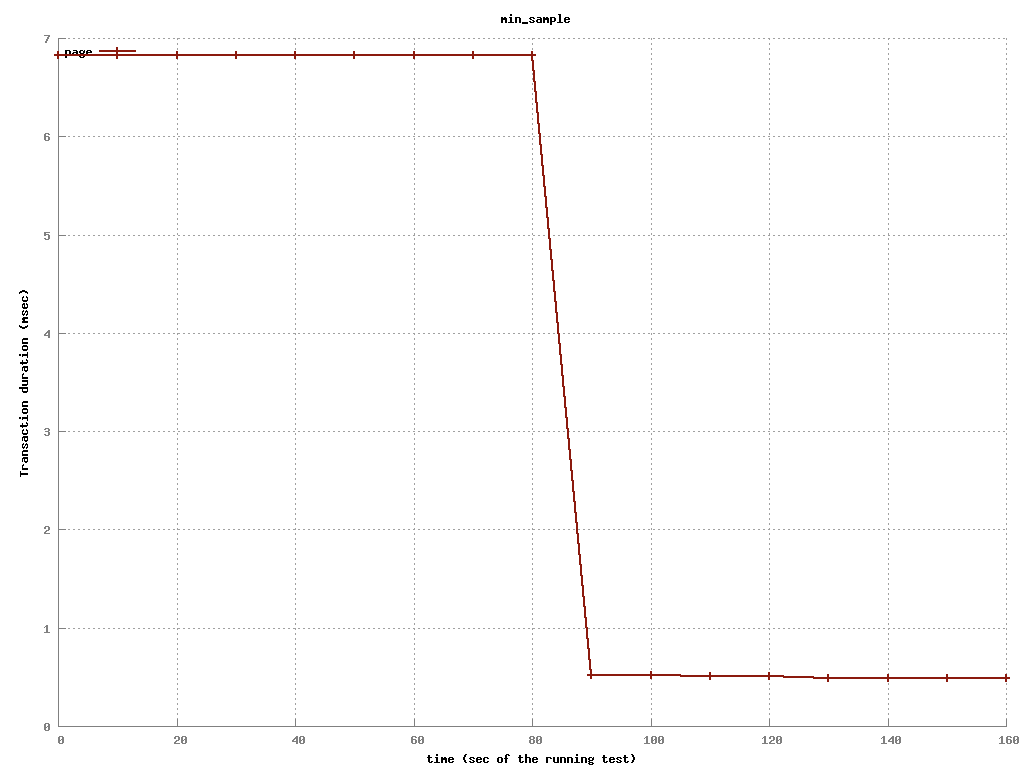 min_sample
page
7
6
5
4
3
2
1
0
Transaction duration (msec)
0 20 40 60 80 100 120 140 160
time (sec of the running test)